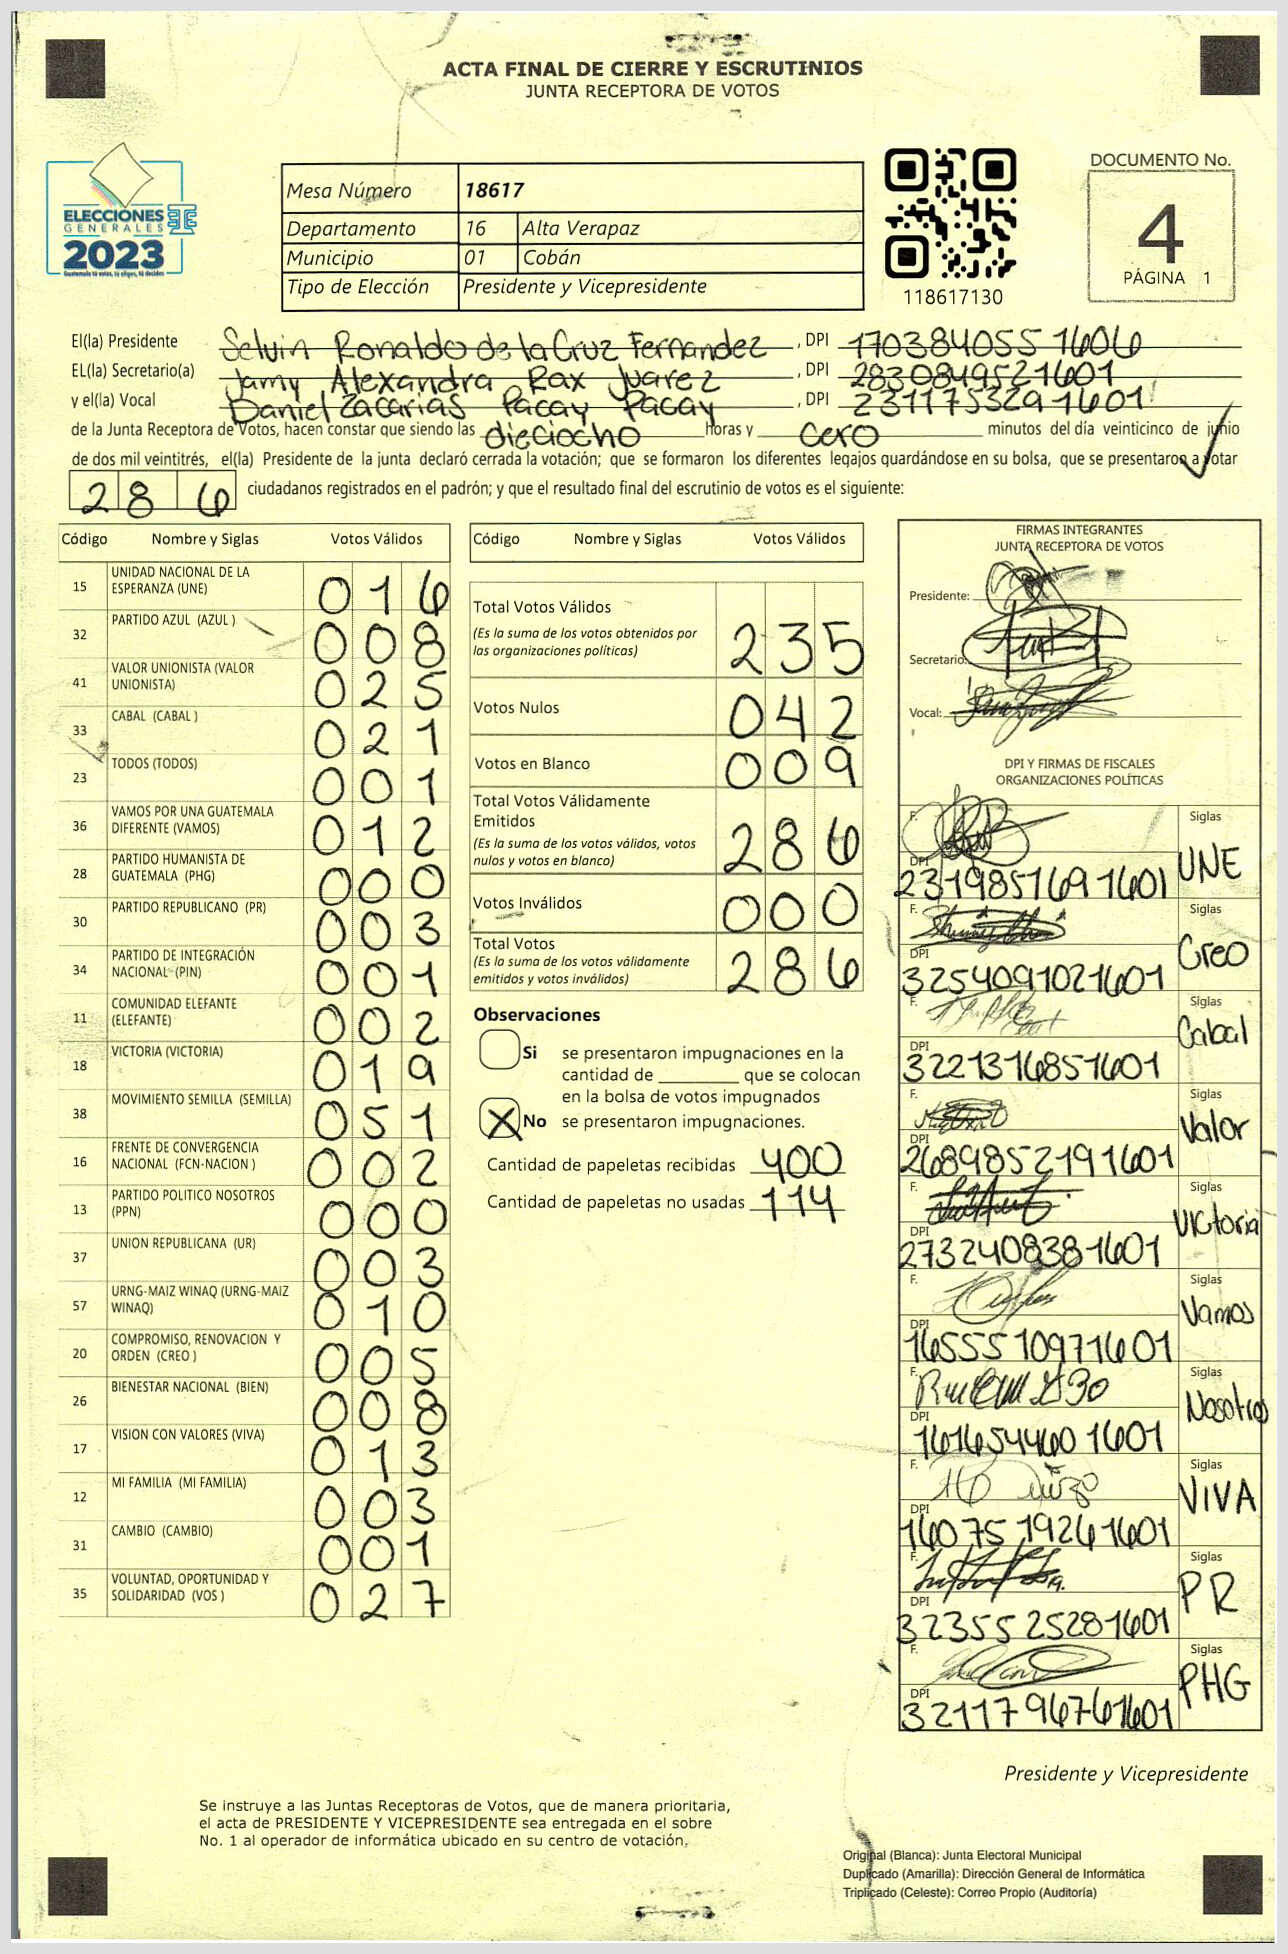 ACTA FINAL DE CIERRE Y ESCRUTINIOS
JUNTA RECEPTORA DE VOTOS
ELECCIONES
GENERALES
2023
Mesa Número 18617
Departamento 16 Alta Verapaz
Municipio 01 Cobán
Tipo de Elección Presidente y Vicepresidente
118617130
DOCUMENTO No.
4
PÁGINA 1
El(la) Presidente Selvin Ronaldo de la Cruz Fernandez, DPI 1703840551606
EL(la) Secretario(a) Jamy Alexandra Rax Juarez, DPI 2830849521601
y el(la) Vocal Daniel Zacarias Pacay Pacay, DPI 2311753291601
de la Junta Receptora de Votos, hacen constar que siendo las dieciocho horas y cero minutos del día veinticinco de junio
de dos mil veintitrés, el(la) Presidente de la junta declaró cerrada la votación; que se formaron los diferentes legajos quardándose en su bolsa, que se presentaron a votar
286 ciudadanos registrados en el padrón; y que el resultado final del escrutinio de votos es el siguiente:
Código Nombre y Siglas Votos Válidos
15 UNIDAD NACIONAL DE LA ESPERANZA (UNE) 016
32 PARTIDO AZUL (AZUL ) 008
41 VALOR UNIONISTA (VALOR UNIONISTA) 025
33 CABAL (CABAL ) 021
23 TODOS (TODOS) 001
36 VAMOS POR UNA GUATEMALA DIFERENTE (VAMOS) 012
28 PARTIDO HUMANISTA DE GUATEMALA (PHG) 000
30 PARTIDO REPUBLICANO (PR) 003
34 PARTIDO DE INTEGRACIÓN NACIONAL (PIN) 001
11 COMUNIDAD ELEFANTE (ELEFANTE) 002
18 VICTORIA (VICTORIA) 019
38 MOVIMIENTO SEMILLA (SEMILLA) 051
16 FRENTE DE CONVERGENCIA NACIONAL (FCN-NACION ) 002
13 PARTIDO POLITICO NOSOTROS (PPN) 000
37 UNION REPUBLICANA (UR) 003
57 URNG-MAIZ WINAQ (URNG-MAIZ WINAQ) 010
20 COMPROMISO, RENOVACION Y ORDEN (CREO ) 005
26 BIENESTAR NACIONAL (BIEN) 008
17 VISION CON VALORES (VIVA) 013
12 MI FAMILIA (MI FAMILIA) 003
31 CAMBIO (CAMBIO) 001
35 VOLUNTAD, OPORTUNIDAD Y SOLIDARIDAD (VOS ) 027
Código Nombre y Siglas Votos Válidos
Total Votos Válidos 235
(Es la suma de los votos obtenidos por
las organizaciones politicas)
Votos Nulos 042
Votos en Blanco 009
Total Votos Válidamente
Emitidos 286
(Es la suma de los votos válidos, votos
nulos y votos en blanco)
Votos Inválidos 000
Total Votos 286
(Es la suma de los votos válidamente
emitidos y votos inválidos)
Observaciones
Si se presentaron impugnaciones en la
cantidad de ________ que se colocan
en la bolsa de votos impugnados
X No se presentaron impugnaciones.
Cantidad de papeletas recibidas 400
Cantidad de papeletas no usadas 114
FIRMAS INTEGRANTES
JUNTA RECEPTORA DE VOTOS
Presidente:
Secretario:
Vocal:
DPI Y FIRMAS DE FISCALES
ORGANIZACIONES POLÍTICAS
F. Siglas
DPI 2319851691601 UNE
F. Siglas
DPI 3254091021601 Creo
F. Siglas
DPI 3221316851601 Cabal
F. Siglas
DPI 2689852191601 Valor
F. Siglas
DPI 2732408381601 Victoria
F. Siglas
DPI 1655510971601 Vamos
F. Siglas
DPI 1616544601601 Nosotros
F. Siglas
DPI 1607519261601 VIVA
F. Siglas
DPI 3235525281601 PR
F. Siglas
DPI 3211796761601 PHG
Presidente y Vicepresidente
Se instruye a las Juntas Receptoras de Votos, que de manera prioritaria,
el acta de PRESIDENTE Y VICEPRESIDENTE sea entregada en el sobre
No. 1 al operador de informática ubicado en su centro de votación.
Original (Blanca): Junta Electoral Municipal
Duplicado (Amarilla): Dirección General de Informática
Triplicado (Celeste): Correo Propio (Auditoría)